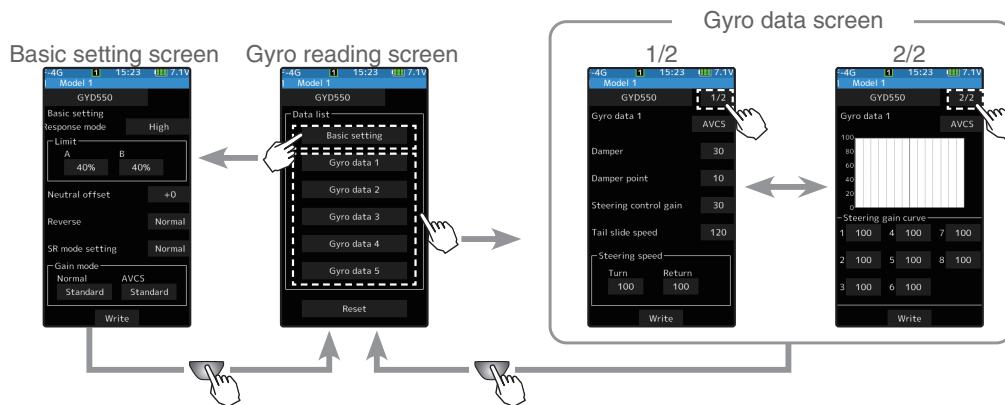 Gyro data screen
Basic setting screen
Gyro reading screen
1/2
2/2
-4G 1 15:23 7.1V
Model 1
GYD550
Basic setting
Response mode High
Limit
A B
40% 40%
Neutral offset +0
Reverse Normal
SR mode setting Normal
Gain mode
Normal AVCS
Standard Standard
Write
-4G 1 15:23 7.1V
Model 1
GYD550
Data list
Basic setting
Gyro data 1
Gyro data 2
Gyro data 3
Gyro data 4
Gyro data 5
Reset
-4G 1 15:23 7.1V
Model 1
GYD550 1/2
Gyro data 1
AVCS
Damper 30
Damper point 10
Steering control gain 30
Tail slide speed 120
Steering speed
Turn Return
100 100
Write
-4G 1 15:23 7.1V
Model 1
GYD550 2/2
Gyro data 1
AVCS
100
80
60
40
20
0
Steering gain curve
1 100 4 100 7 100
2 100 5 100 8 100
3 100 6 100
Write